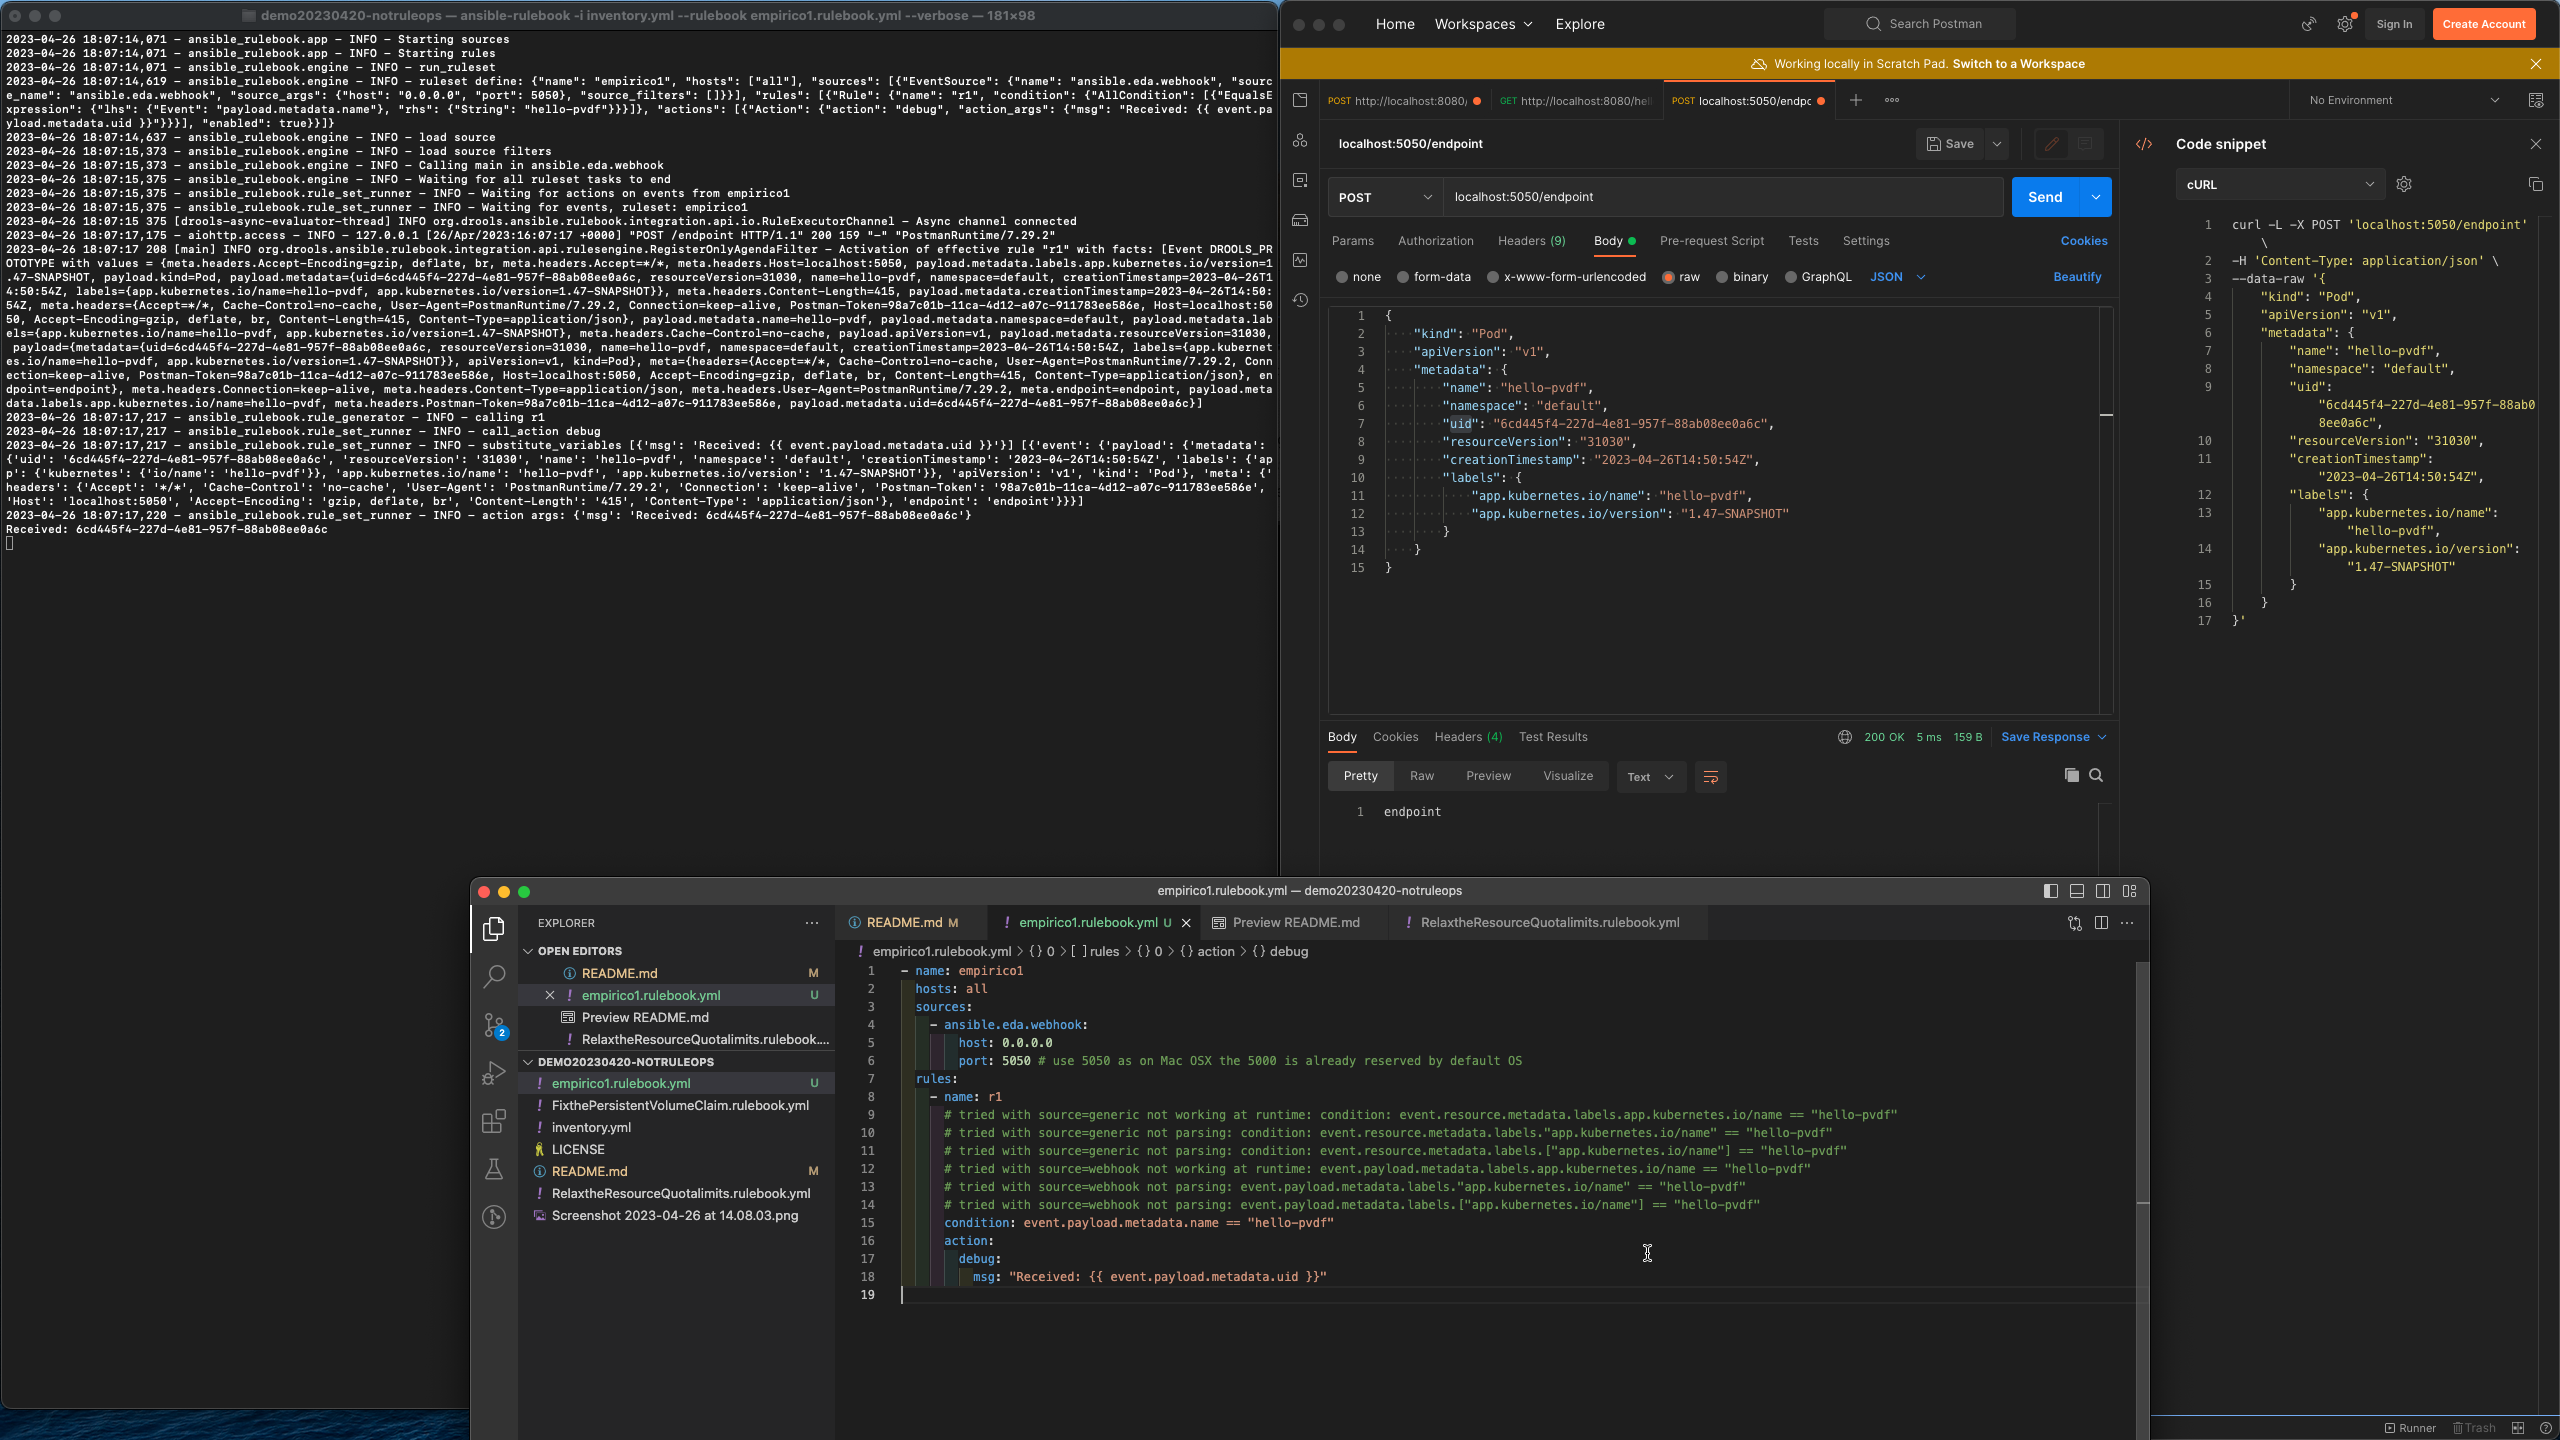 demo20230420-notruleops — ansible-rulebook -i inventory.yml --rulebook empirico1.rulebook.yml --verbose — 181×98
2023-04-26 18:07:14,071 - ansible_rulebook.app - INFO - Starting sources
2023-04-26 18:07:14,071 - ansible_rulebook.app - INFO - Starting rules
2023-04-26 18:07:14,071 - ansible_rulebook.engine - INFO - run_ruleset
2023-04-26 18:07:14,619 - ansible_rulebook.engine - INFO - ruleset define: {"name": "empirico1", "hosts": ["all"], "sources": [{"EventSource": {"name": "ansible.eda.webhook", "sourc
e_name": "ansible.eda.webhook", "source_args": {"host": "0.0.0.0", "port": 5050}, "source_filters": []}}], "rules": [{"Rule": {"name": "r1", "condition": {"AllCondition": [{"EqualsE
xpression": {"lhs": {"Event": "payload.metadata.name"}, "rhs": {"String": "hello-pvdf"}}}]}, "actions": [{"Action": {"action": "debug", "action_args": {"msg": "Received: {{ event.pa
yload.metadata.uid }}"}}}], "enabled": true}}]}
2023-04-26 18:07:14,637 - ansible_rulebook.engine - INFO - load source
2023-04-26 18:07:15,373 - ansible_rulebook.engine - INFO - load source filters
2023-04-26 18:07:15,373 - ansible_rulebook.engine - INFO - Calling main in ansible.eda.webhook
2023-04-26 18:07:15,375 - ansible_rulebook.engine - INFO - Waiting for all ruleset tasks to end
2023-04-26 18:07:15,375 - ansible_rulebook.rule_set_runner - INFO - Waiting for actions on events from empirico1
2023-04-26 18:07:15,375 - ansible_rulebook.rule_set_runner - INFO - Waiting for events, ruleset: empirico1
2023-04-26 18:07:15 375 [drools-async-evaluator-thread] INFO org.drools.ansible.rulebook.integration.api.io.RuleExecutorChannel - Async channel connected
2023-04-26 18:07:17,175 - aiohttp.access - INFO - 127.0.0.1 [26/Apr/2023:16:07:17 +0000] "POST /endpoint HTTP/1.1" 200 159 "-" "PostmanRuntime/7.29.2"
2023-04-26 18:07:17 208 [main] INFO org.drools.ansible.rulebook.integration.api.rulesengine.RegisterOnlyAgendaFilter - Activation of effective rule "r1" with facts: [Event DROOLS_PR
OTOTYPE with values = {meta.headers.Accept-Encoding=gzip, deflate, br, meta.headers.Accept=*/*, meta.headers.Host=localhost:5050, payload.metadata.labels.app.kubernetes.io/version=1
.47-SNAPSHOT, payload.kind=Pod, payload.metadata={uid=6cd445f4-227d-4e81-957f-88ab08ee0a6c, resourceVersion=31030, name=hello-pvdf, namespace=default, creationTimestamp=2023-04-26T1
4:50:54Z, labels={app.kubernetes.io/name=hello-pvdf, app.kubernetes.io/version=1.47-SNAPSHOT}}, meta.headers.Content-Length=415, payload.metadata.creationTimestamp=2023-04-26T14:50:
54Z, meta.headers={Accept=*/*, Cache-Control=no-cache, User-Agent=PostmanRuntime/7.29.2, Connection=keep-alive, Postman-Token=98a7c01b-11ca-4d12-a07c-911783ee586e, Host=localhost:50
50, Accept-Encoding=gzip, deflate, br, Content-Length=415, Content-Type=application/json}, payload.metadata.name=hello-pvdf, payload.metadata.namespace=default, payload.metadata.lab
els={app.kubernetes.io/name=hello-pvdf, app.kubernetes.io/version=1.47-SNAPSHOT}, meta.headers.Cache-Control=no-cache, payload.apiVersion=v1, payload.metadata.resourceVersion=31030,
 payload={metadata={uid=6cd445f4-227d-4e81-957f-88ab08ee0a6c, resourceVersion=31030, name=hello-pvdf, namespace=default, creationTimestamp=2023-04-26T14:50:54Z, labels={app.kubernet
es.io/name=hello-pvdf, app.kubernetes.io/version=1.47-SNAPSHOT}}, apiVersion=v1, kind=Pod}, meta={headers={Accept=*/*, Cache-Control=no-cache, User-Agent=PostmanRuntime/7.29.2, Conn
ection=keep-alive, Postman-Token=98a7c01b-11ca-4d12-a07c-911783ee586e, Host=localhost:5050, Accept-Encoding=gzip, deflate, br, Content-Length=415, Content-Type=application/json}, en
dpoint=endpoint}, meta.headers.Connection=keep-alive, meta.headers.Content-Type=application/json, meta.headers.User-Agent=PostmanRuntime/7.29.2, meta.endpoint=endpoint, payload.meta
data.labels.app.kubernetes.io/name=hello-pvdf, meta.headers.Postman-Token=98a7c01b-11ca-4d12-a07c-911783ee586e, payload.metadata.uid=6cd445f4-227d-4e81-957f-88ab08ee0a6c}]
2023-04-26 18:07:17,217 - ansible_rulebook.rule_generator - INFO - calling r1
2023-04-26 18:07:17,217 - ansible_rulebook.rule_set_runner - INFO - call_action debug
2023-04-26 18:07:17,217 - ansible_rulebook.rule_set_runner - INFO - substitute_variables [{'msg': 'Received: {{ event.payload.metadata.uid }}'}] [{'event': {'payload': {'metadata':
{'uid': '6cd445f4-227d-4e81-957f-88ab08ee0a6c', 'resourceVersion': '31030', 'name': 'hello-pvdf', 'namespace': 'default', 'creationTimestamp': '2023-04-26T14:50:54Z', 'labels': {'ap
p': {'kubernetes': {'io/name': 'hello-pvdf'}}, 'app.kubernetes.io/name': 'hello-pvdf', 'app.kubernetes.io/version': '1.47-SNAPSHOT'}}, 'apiVersion': 'v1', 'kind': 'Pod'}, 'meta': {'
headers': {'Accept': '*/*', 'Cache-Control': 'no-cache', 'User-Agent': 'PostmanRuntime/7.29.2', 'Connection': 'keep-alive', 'Postman-Token': '98a7c01b-11ca-4d12-a07c-911783ee586e',
'Host': 'localhost:5050', 'Accept-Encoding': 'gzip, deflate, br', 'Content-Length': '415', 'Content-Type': 'application/json'}, 'endpoint': 'endpoint'}}}]
2023-04-26 18:07:17,220 - ansible_rulebook.rule_set_runner - INFO - action args: {'msg': 'Received: 6cd445f4-227d-4e81-957f-88ab08ee0a6c'}
Received: 6cd445f4-227d-4e81-957f-88ab08ee0a6c
Home Workspaces Explore Search Postman Sign In Create Account
Working locally in Scratch Pad. Switch to a Workspace
POST http://localhost:8080/ GET http://localhost:8080/hel POST localhost:5050/endpc No Environment
localhost:5050/endpoint Save
POST localhost:5050/endpoint Send
Params Authorization Headers (9) Body Pre-request Script Tests Settings Cookies
none form-data x-www-form-urlencoded raw binary GraphQL JSON Beautify
1 {
2 "kind": "Pod",
3 "apiVersion": "v1",
4 "metadata": {
5 "name": "hello-pvdf",
6 "namespace": "default",
7 "uid": "6cd445f4-227d-4e81-957f-88ab08ee0a6c",
8 "resourceVersion": "31030",
9 "creationTimestamp": "2023-04-26T14:50:54Z",
10 "labels": {
11 "app.kubernetes.io/name": "hello-pvdf",
12 "app.kubernetes.io/version": "1.47-SNAPSHOT"
13 }
14 }
15 }
Body Cookies Headers (4) Test Results 200 OK 5 ms 159 B Save Response
Pretty Raw Preview Visualize Text
1 endpoint
Code snippet
cURL
1 curl -L -X POST 'localhost:5050/endpoint'
\
2 -H 'Content-Type: application/json' \
3 --data-raw '{
4 "kind": "Pod",
5 "apiVersion": "v1",
6 "metadata": {
7 "name": "hello-pvdf",
8 "namespace": "default",
9 "uid":
"6cd445f4-227d-4e81-957f-88ab0
8ee0a6c",
10 "resourceVersion": "31030",
11 "creationTimestamp":
"2023-04-26T14:50:54Z",
12 "labels": {
13 "app.kubernetes.io/name":
"hello-pvdf",
14 "app.kubernetes.io/version":
"1.47-SNAPSHOT"
15 }
16 }
17 }'
Runner Trash
empirico1.rulebook.yml — demo20230420-notruleops
EXPLORER
OPEN EDITORS
README.md M
empirico1.rulebook.yml U
Preview README.md
RelaxtheResourceQuotalimits.rulebook....
DEMO20230420-NOTRULEOPS
empirico1.rulebook.yml U
FixthePersistentVolumeClaim.rulebook.yml
inventory.yml
LICENSE
README.md M
RelaxtheResourceQuotalimits.rulebook.yml
Screenshot 2023-04-26 at 14.08.03.png
2
README.md M empirico1.rulebook.yml U Preview README.md RelaxtheResourceQuotalimits.rulebook.yml
empirico1.rulebook.yml > {} 0 > [ ] rules > {} 0 > {} action > {} debug
1 - name: empirico1
2 hosts: all
3 sources:
4 - ansible.eda.webhook:
5 host: 0.0.0.0
6 port: 5050 # use 5050 as on Mac OSX the 5000 is already reserved by default OS
7 rules:
8 - name: r1
9 # tried with source=generic not working at runtime: condition: event.resource.metadata.labels.app.kubernetes.io/name == "hello-pvdf"
10 # tried with source=generic not parsing: condition: event.resource.metadata.labels."app.kubernetes.io/name" == "hello-pvdf"
11 # tried with source=generic not parsing: condition: event.resource.metadata.labels.["app.kubernetes.io/name"] == "hello-pvdf"
12 # tried with source=webhook not working at runtime: event.payload.metadata.labels.app.kubernetes.io/name == "hello-pvdf"
13 # tried with source=webhook not parsing: event.payload.metadata.labels."app.kubernetes.io/name" == "hello-pvdf"
14 # tried with source=webhook not parsing: event.payload.metadata.labels.["app.kubernetes.io/name"] == "hello-pvdf"
15 condition: event.payload.metadata.name == "hello-pvdf"
16 action:
17 debug:
18 msg: "Received: {{ event.payload.metadata.uid }}"
19